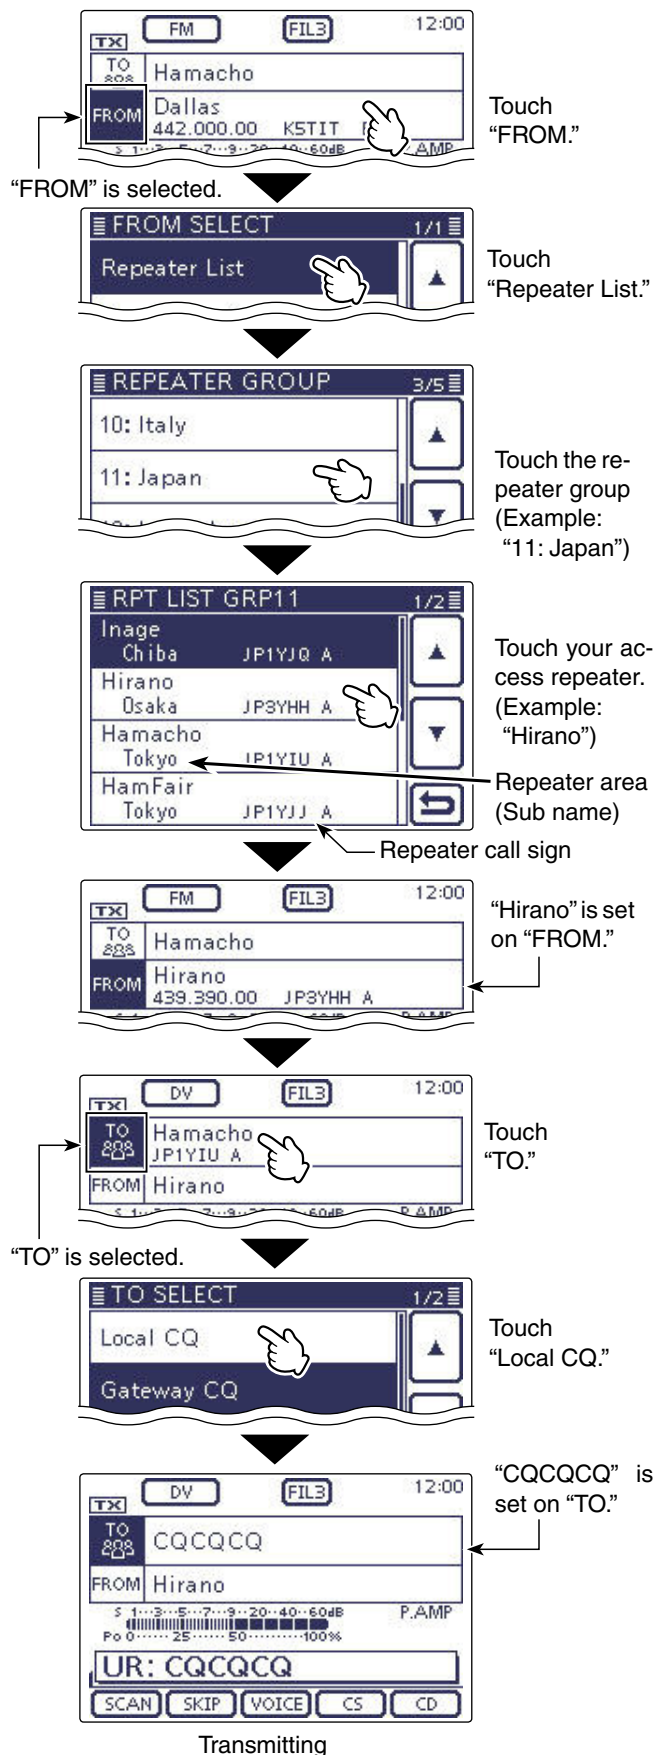 FM FIL3 12:00
TX
TO Hamacho
FROM Dallas
442.000.00 K5TIT
Touch
“FROM.”
“FROM” is selected.
FROM SELECT 1/1
Repeater List
Touch
“Repeater List.”
REPEATER GROUP 3/5
10: Italy
11: Japan
Touch the re-
peater group
(Example:
“11: Japan”)
RPT LIST GRP11 1/2
Inage
Chiba JP1YJQ A
Hirano
Osaka JP3YHH A
Hamacho
Tokyo JP1YIU A
HamFair
Tokyo JP1YJJ A
Touch your ac-
cess repeater.
(Example:
“Hirano”)
Repeater area
(Sub name)
Repeater call sign
FM FIL3 12:00
TX
TO Hamacho
FROM Hirano
439.390.00 JP3YHH A
“Hirano” is set
on “FROM.”
DV FIL3 12:00
TX
TO Hamacho
JP1YIU A
FROM Hirano
Touch
“TO.”
“TO” is selected.
TO SELECT 1/2
Local CQ
Gateway CQ
Touch
“Local CQ.”
DV FIL3 12:00
TX
TO CQCQCQ
FROM Hirano
S 1···3···5···7···9··20··40··60dB P.AMP
Po 0······25······50·········100%
UR: CQCQCQ
SCAN SKIP VOICE CS CD
“CQCQCQ” is
set on “TO.”
Transmitting